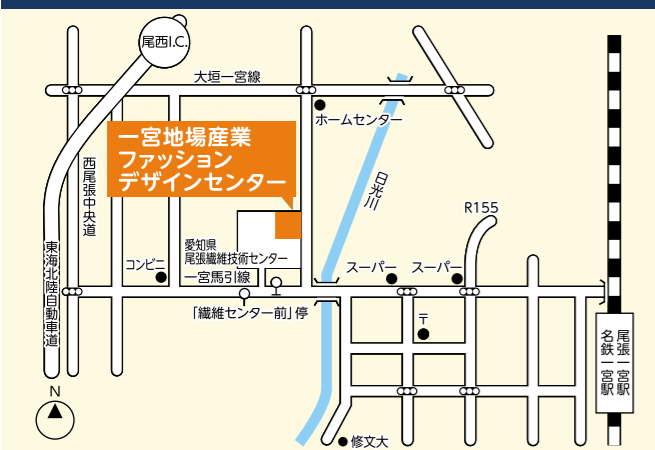 尾西I.C.
大垣一宮線
ホームセンター
一宮地場産業
ファッション
デザインセンター
西尾張中央道
日光川
R155
愛知県
尾張繊維技術センター
コンビニ
一宮馬引線
スーパー
スーパー
東海北陸自動車道
「繊維センター前」停
〒
尾張一宮駅
名鉄一宮駅
N
修文大